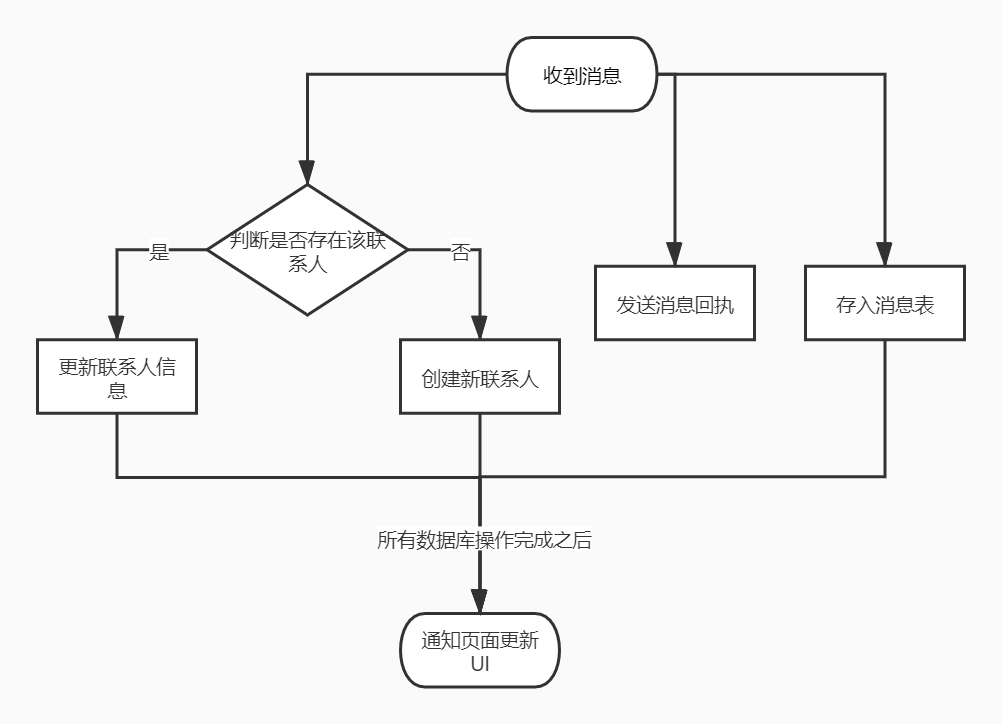 收到消息
判断是否存在该联
系人
是
否
发送消息回执
存入消息表
更新联系人信
息
创建新联系人
所有数据库操作完成之后
通知页面更新
UI